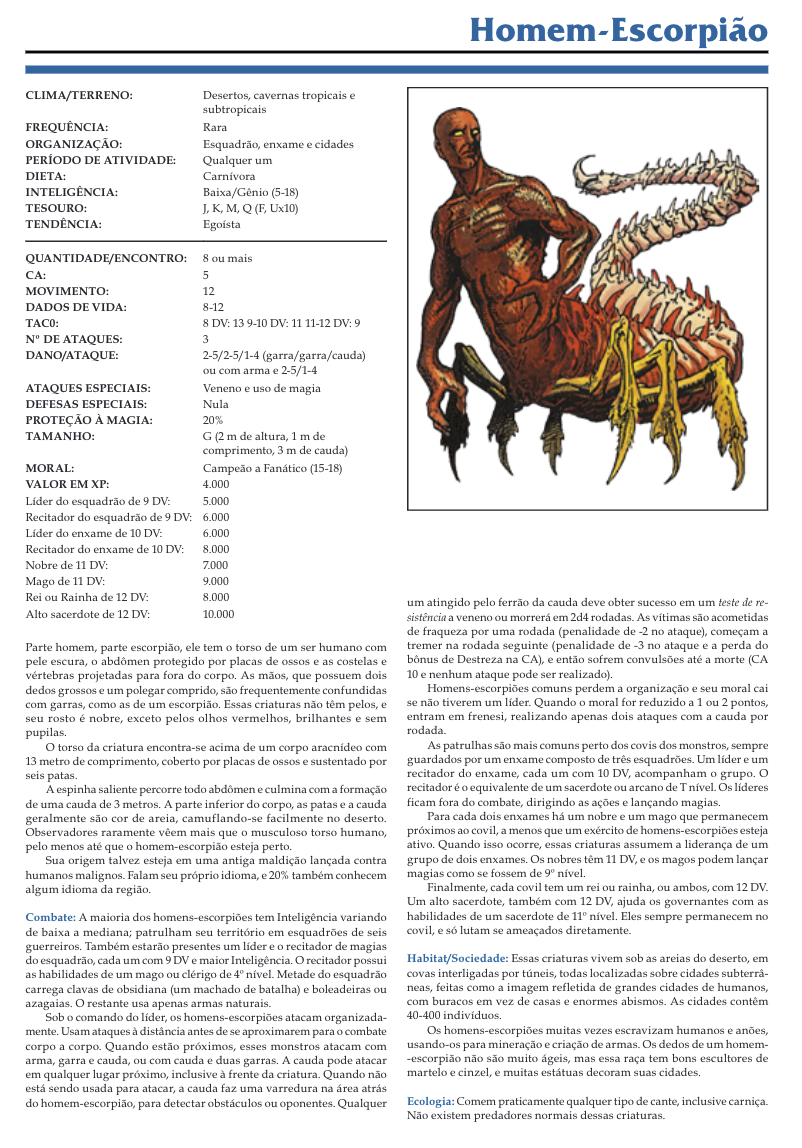 Homem-Escorpião
CLIMA/TERRENO: Desertos, cavernas tropicais e
subtropicais
FREQUÊNCIA: Rara
ORGANIZAÇÃO: Esquadrão, enxame e cidades
PERÍODO DE ATIVIDADE: Qualquer um
DIETA: Carnívora
INTELIGÊNCIA: Baixa/Gênio (5-18)
TESOURO: J, K, M, Q (F, Ux10)
TENDÊNCIA: Egoísta
QUANTIDADE/ENCONTRO: 8 ou mais
CA: 5
MOVIMENTO: 12
DADOS DE VIDA: 8-12
TAC0: 8 DV: 13 9-10 DV: 11 11-12 DV: 9
Nº DE ATAQUES: 3
DANO/ATAQUE: 2-5/2-5/1-4 (garra/garra/cauda)
ou com arma e 2-5/1-4
ATAQUES ESPECIAIS: Veneno e uso de magia
DEFESAS ESPECIAIS: Nula
PROTEÇÃO À MAGIA: 20%
TAMANHO: G (2 m de altura, 1 m de
comprimento, 3 m de cauda)
MORAL: Campeão a Fanático (15-18)
VALOR EM XP: 4.000
Líder do esquadrão de 9 DV: 5.000
Recitador do esquadrão de 9 DV: 6.000
Líder do enxame de 10 DV: 6.000
Recitador do enxame de 10 DV: 8.000
Nobre de 11 DV: 7.000
Mago de 11 DV: 9.000
Rei ou Rainha de 12 DV: 8.000
Alto sacerdote de 12 DV: 10.000
Parte homem, parte escorpião, ele tem o torso de um ser humano com
pele escura, o abdômen protegido por placas de ossos e as costelas e
vértebras projetadas para fora do corpo. As mãos, que possuem dois
dedos grossos e um polegar comprido, são frequentemente confundidas
com garras, como as de um escorpião. Essas criaturas não têm pelos, e
seu rosto é nobre, exceto pelos olhos vermelhos, brilhantes e sem
pupilas.
O torso da criatura encontra-se acima de um corpo aracnídeo com
13 metro de comprimento, coberto por placas de ossos e sustentado por
seis patas.
A espinha saliente percorre todo abdômen e culmina com a formação
de uma cauda de 3 metros. A parte inferior do corpo, as patas e a cauda
geralmente são cor de areia, camuflando-se facilmente no deserto.
Observadores raramente vêem mais que o musculoso torso humano,
pelo menos até que o homem-escorpião esteja perto.
Sua origem talvez esteja em uma antiga maldição lançada contra
humanos malignos. Falam seu próprio idioma, e 20% também conhecem
algum idioma da região.
Combate: A maioria dos homens-escorpiões tem Inteligência variando
de baixa a mediana; patrulham seu território em esquadrões de seis
guerreiros. Também estarão presentes um líder e o recitador de magias
do esquadrão, cada um com 9 DV e maior Inteligência. O recitador possui
as habilidades de um mago ou clérigo de 4º nível. Metade do esquadrão
carrega clavas de obsidiana (um machado de batalha) e boleadeiras ou
azagaias. O restante usa apenas armas naturais.
Sob o comando do líder, os homens-escorpiões atacam organizada-
mente. Usam ataques à distância antes de se aproximarem para o combate
corpo a corpo. Quando estão próximos, esses monstros atacam com
arma, garra e cauda, ou com cauda e duas garras. A cauda pode atacar
em qualquer lugar próximo, inclusive à frente da criatura. Quando não
está sendo usada para atacar, a cauda faz uma varredura na área atrás
do homem-escorpião, para detectar obstáculos ou oponentes. Qualquer
um atingido pelo ferrão da cauda deve obter sucesso em um teste de re-
sistência a veneno ou morrerá em 2d4 rodadas. As vítimas são acometidas
de fraqueza por uma rodada (penalidade de -2 no ataque), começam a
tremer na rodada seguinte (penalidade de -3 no ataque e a perda do
bônus de Destreza na CA), e então sofrem convulsões até a morte (CA
10 e nenhum ataque pode ser realizado).
Homens-escorpiões comuns perdem a organização e seu moral cai
se não tiverem um líder. Quando o moral for reduzido a 1 ou 2 pontos,
entram em frenesi, realizando apenas dois ataques com a cauda por
rodada.
As patrulhas são mais comuns perto dos covis dos monstros, sempre
guardados por um enxame composto de três esquadrões. Um líder e um
recitador do enxame, cada um com 10 DV, acompanham o grupo. O
recitador é o equivalente de um sacerdote ou arcano de T nível. Os líderes
ficam fora do combate, dirigindo as ações e lançando magias.
Para cada dois enxames há um nobre e um mago que permanecem
próximos ao covil, a menos que um exército de homens-escorpiões esteja
ativo. Quando isso ocorre, essas criaturas assumem a liderança de um
grupo de dois enxames. Os nobres têm 11 DV, e os magos podem lançar
magias como se fossem de 9º nível.
Finalmente, cada covil tem um rei ou rainha, ou ambos, com 12 DV.
Um alto sacerdote, também com 12 DV, ajuda os governantes com as
habilidades de um sacerdote de 11º nível. Eles sempre permanecem no
covil, e só lutam se ameaçados diretamente.
Habitat/Sociedade: Essas criaturas vivem sob as areias do deserto, em
covas interligadas por túneis, todas localizadas sobre cidades subterrâ-
neas, feitas como a imagem refletida de grandes cidades de humanos,
com buracos em vez de casas e enormes abismos. As cidades contêm
40-400 indivíduos.
Os homens-escorpiões muitas vezes escravizam humanos e anões,
usando-os para mineração e criação de armas. Os dedos de um homem-
-escorpião não são muito ágeis, mas essa raça tem bons escultores de
martelo e cinzel, e muitas estátuas decoram suas cidades.
Ecologia: Comem praticamente qualquer tipo de cante, inclusive carniça.
Não existem predadores normais dessas criaturas.